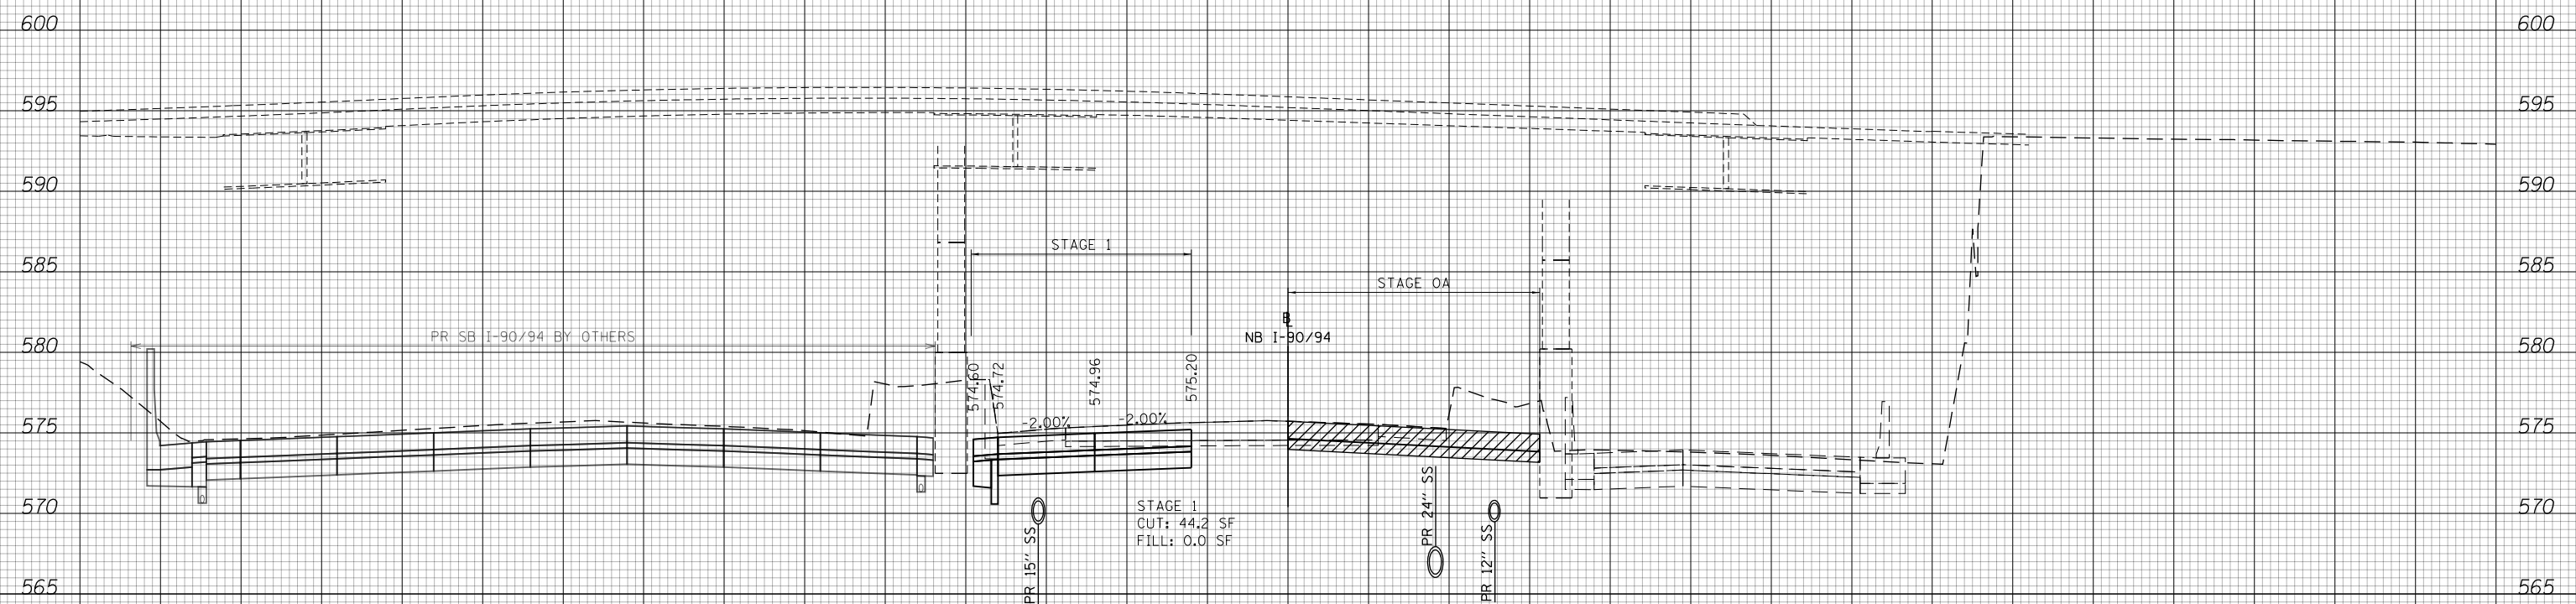 600 600
595 595
590 590
STAGE 1
585 585
STAGE 0A
B
L
PR SB I-90/94 BY OTHERS
NB I-90/94
580 580
574.60
574.72
574.96
575.20
-2.00%
-2.00%
575 575
PR 15" SS
STAGE 1
CUT: 44.2 SF
FILL: 0.0 SF
PR 24" SS
PR 12" SS
570 570
565 565